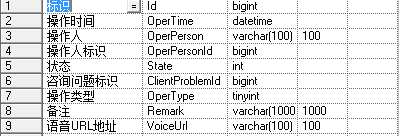 1 标识 = Id bigint
2 操作时间 OperTime datetime
3 操作人 OperPerson varchar(100) 100
4 操作人标识 OperPersonId bigint
5 状态 State int
6 咨询问题标识 ClientProblemId bigint
7 操作类型 OperType tinyint
8 备注 Remark varchar(1000 1000
9 语音URL地址 VoiceUrl varchar(100) 100